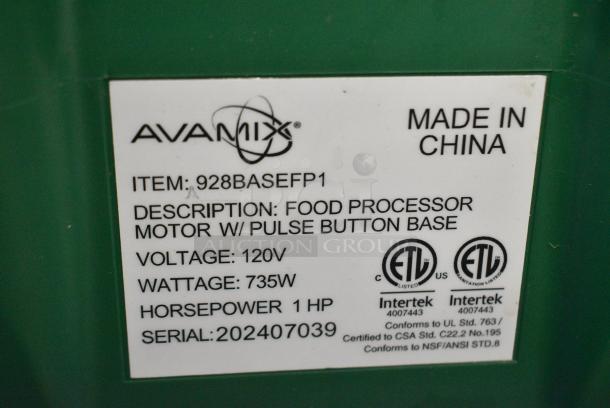 AVAMIX®
MADE IN
CHINA
ITEM: 928BASEFP1
DESCRIPTION: FOOD PROCESSOR
MOTOR W/ PULSE BUTTON BASE
VOLTAGE: 120V
WATTAGE: 735W
HORSEPOWER 1 HP
SERIAL: 202407039
C ETL US
LISTED
Intertek
4007443
ETL
SANITATION LISTED
Intertek
4007443
Conforms to UL Std. 763/
Certified to CSA Std. C22.2 No.195
Conforms to NSF/ANSI STD.8
AUCTION GROUP